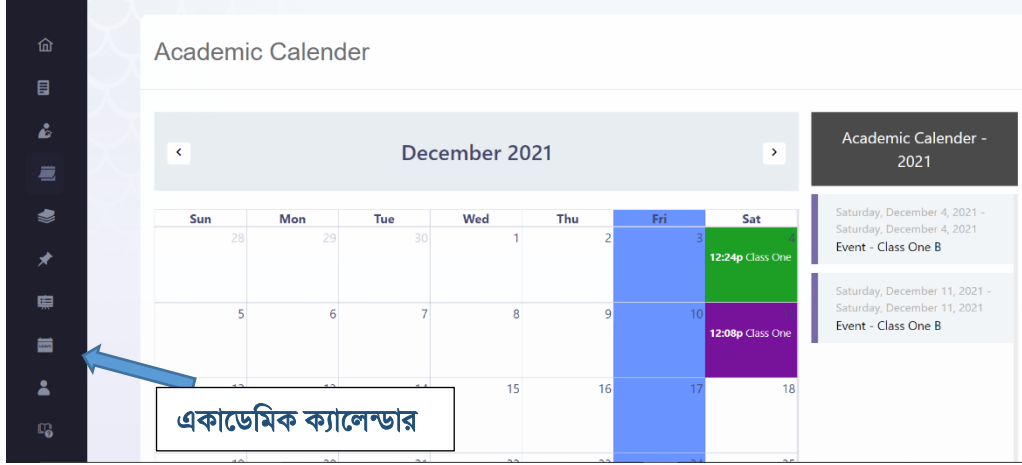 Academic Calender
December 2021
Sun Mon Tue Wed Thu Fri Sat
28 29 30 1 2 3 4
12:24p Class One
5 6 7 8 9 10
12:08p Class One
15 16 17 18
একাডেমিক ক্যালেন্ডার
Academic Calender -
2021
Saturday, December 4, 2021 -
Saturday, December 4, 2021
Event - Class One B
Saturday, December 11, 2021 -
Saturday, December 11, 2021
Event - Class One B